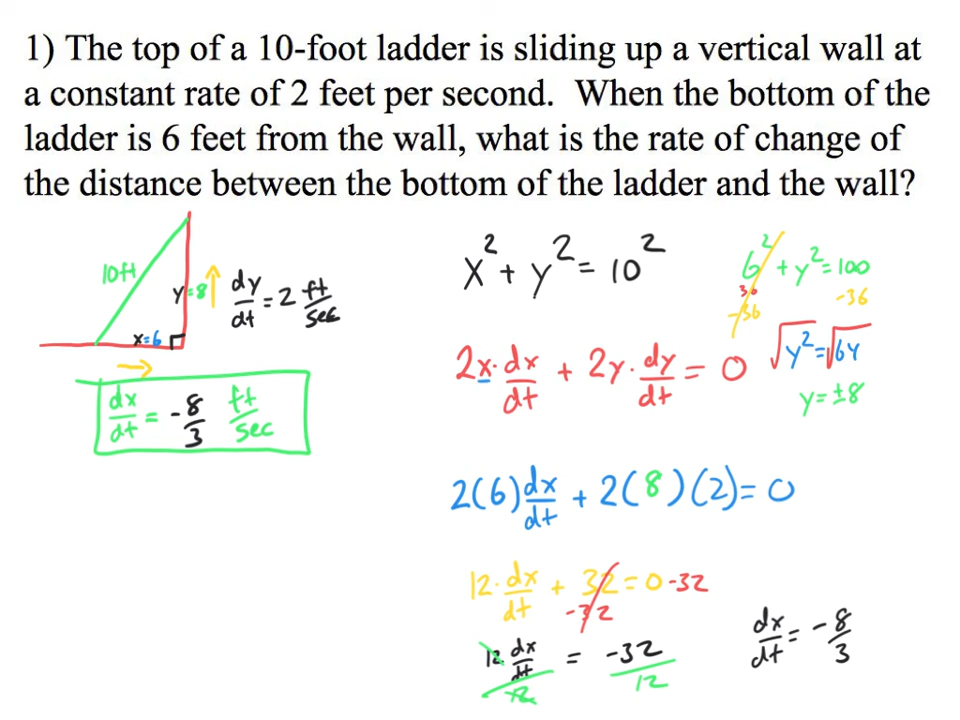 1) The top of a 10-foot ladder is sliding up a vertical wall at
a constant rate of 2 feet per second. When the bottom of the
ladder is 6 feet from the wall, what is the rate of change of
the distance between the bottom of the ladder and the wall?
10ft
y=8
dy/dt = 2 ft/sec
x=6
dx/dt = -8/3 ft/sec
x² + y² = 10²
2x·dx/dt + 2y·dy/dt = 0
2(6)dx/dt + 2(8)(2)=0
12·dx/dt + 32 = 0 -32
-32
12 dx/dt = -32
12 12
6² + y² = 100
36
-36 -36
√y² = √64
y = ±8
dx/dt = -8/3